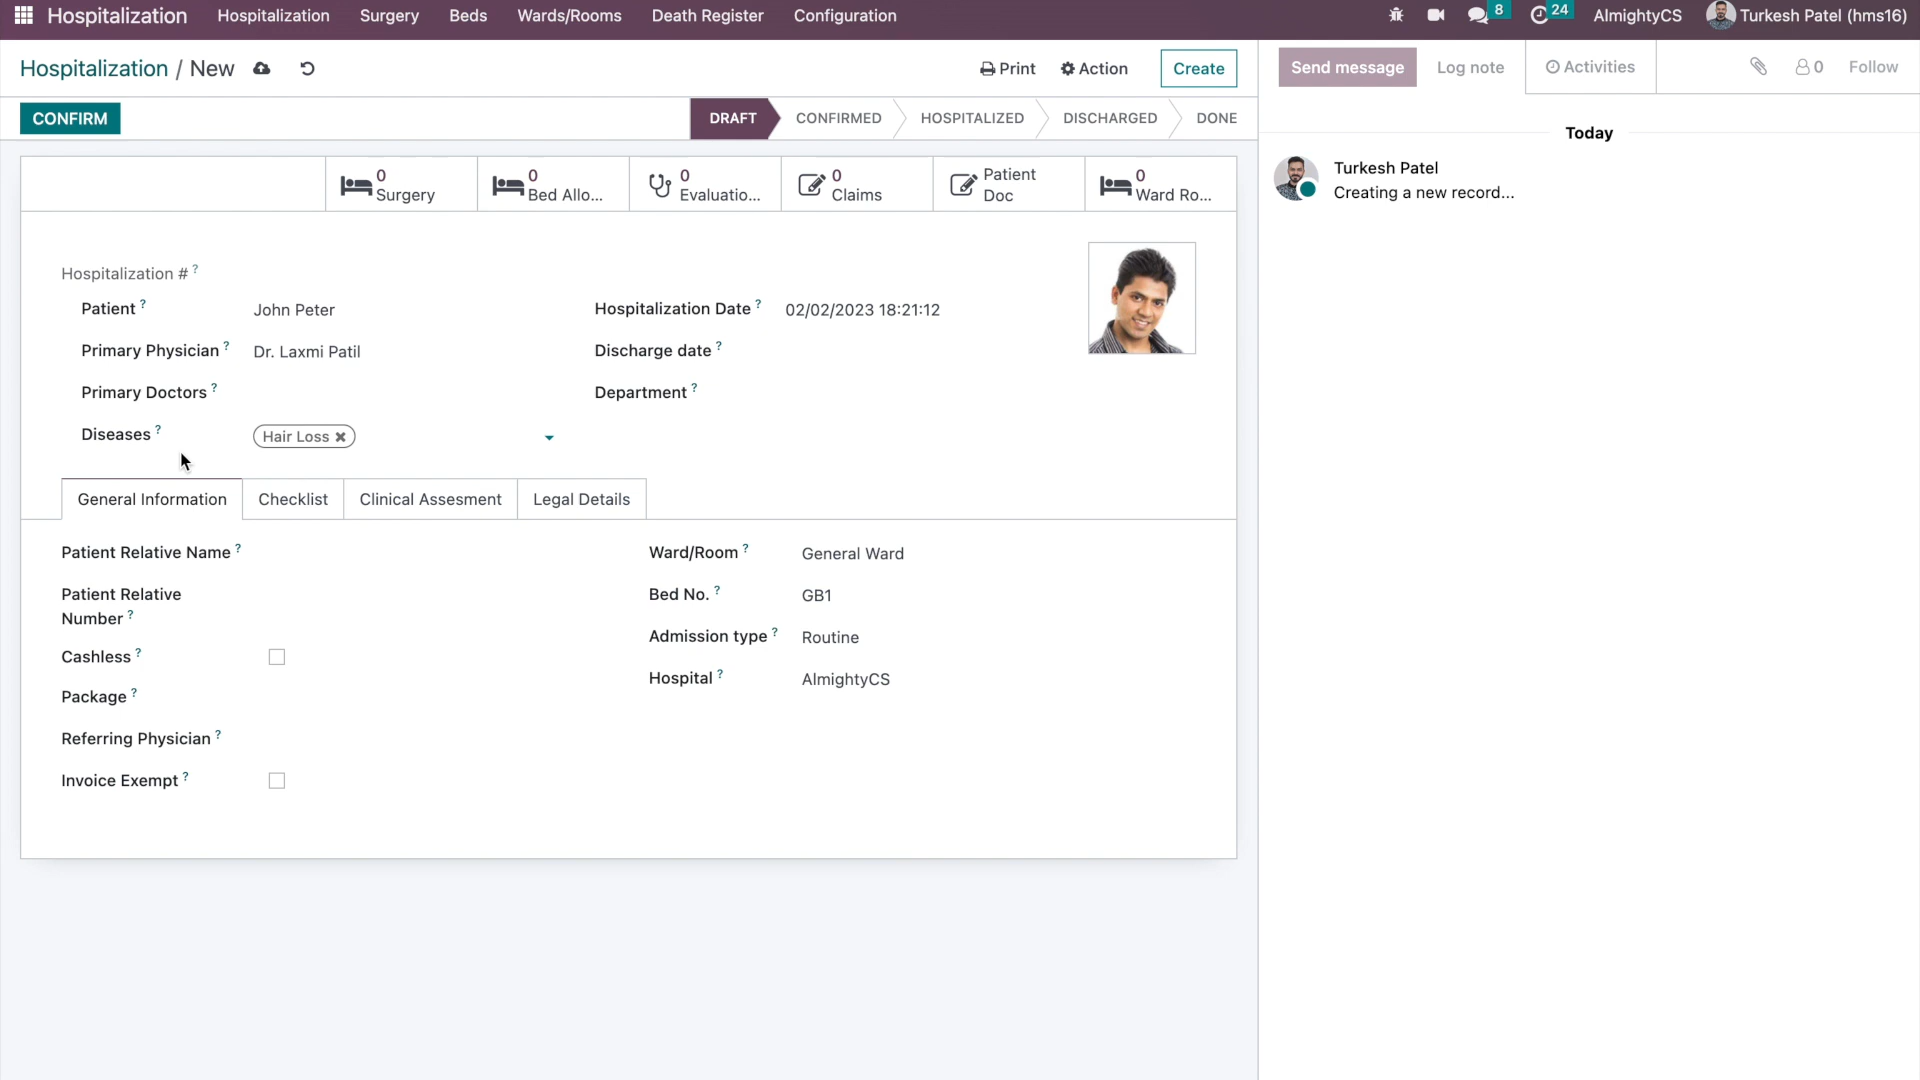 Hospitalization Hospitalization Surgery Beds Wards/Rooms Death Register Configuration 8 24 AlmightyCS Turkesh Patel (hms16)
Hospitalization / New Print Action Create
Send message Log note Activities 0 Follow
CONFIRM DRAFT CONFIRMED HOSPITALIZED DISCHARGED DONE
Today
0 Surgery
0 Bed Allo...
0 Evaluatio...
0 Claims
Patient Doc
0 Ward Ro...
Turkesh Patel
Creating a new record...
Hospitalization # ?
Patient ? John Peter Hospitalization Date ? 02/02/2023 18:21:12
Primary Physician ? Dr. Laxmi Patil Discharge date ?
Primary Doctors ? Department ?
Diseases ? Hair Loss
General Information Checklist Clinical Assesment Legal Details
Patient Relative Name ? Ward/Room ? General Ward
Patient Relative
Number ?
Bed No. ? GB1
Cashless ? Admission type ? Routine
Package ? Hospital ? AlmightyCS
Referring Physician ?
Invoice Exempt ?